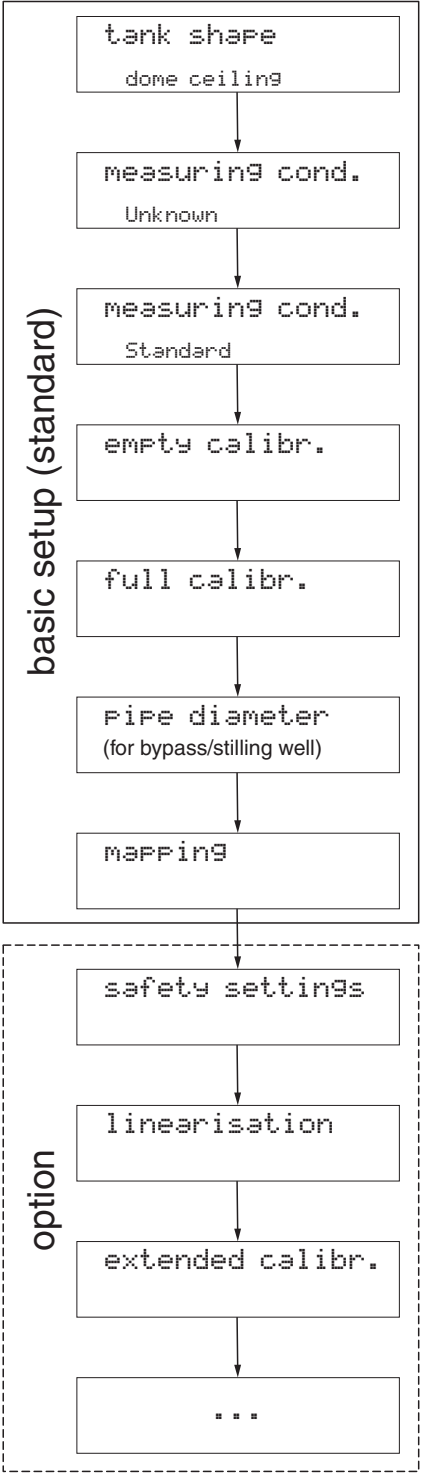 basic setup (standard)
tank shape
dome ceiling
measuring cond.
Unknown
measuring cond.
Standard
empty calibr.
full calibr.
pipe diameter
(for bypass/stilling well)
mapping
option
safety settings
linearisation
extended calibr.
...